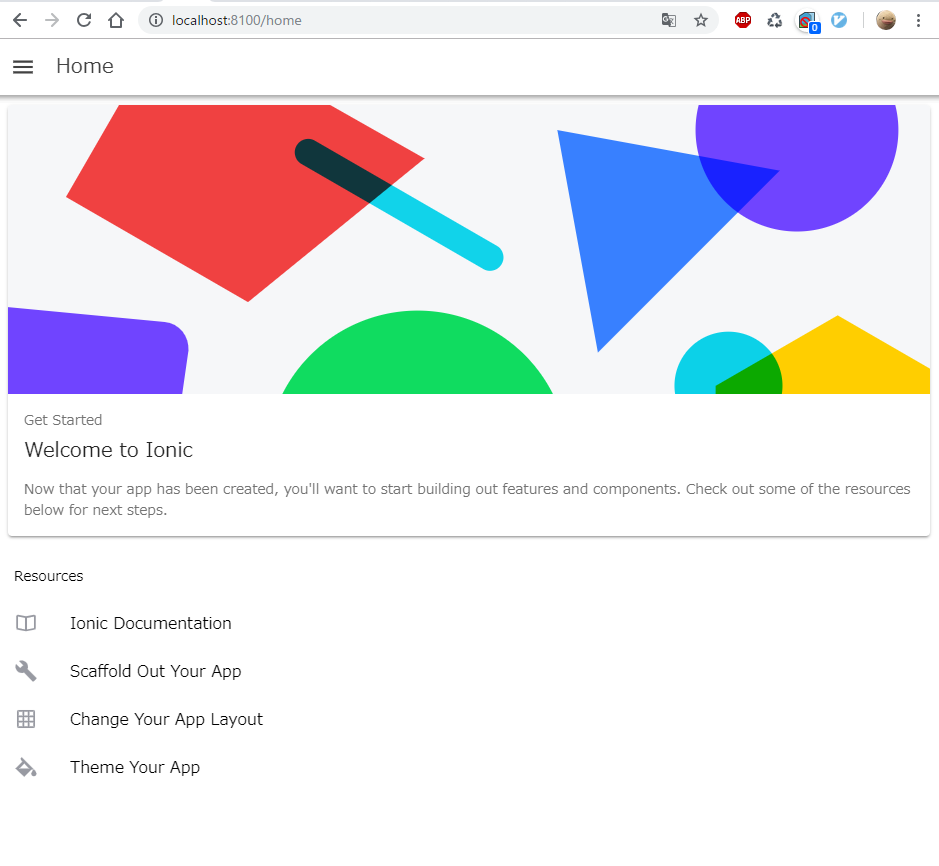 localhost:8100/home
ABP
0
Home
Get Started
Welcome to Ionic
Now that your app has been created, you'll want to start building out features and components. Check out some of the resources
below for next steps.
Resources
Ionic Documentation
Scaffold Out Your App
Change Your App Layout
Theme Your App